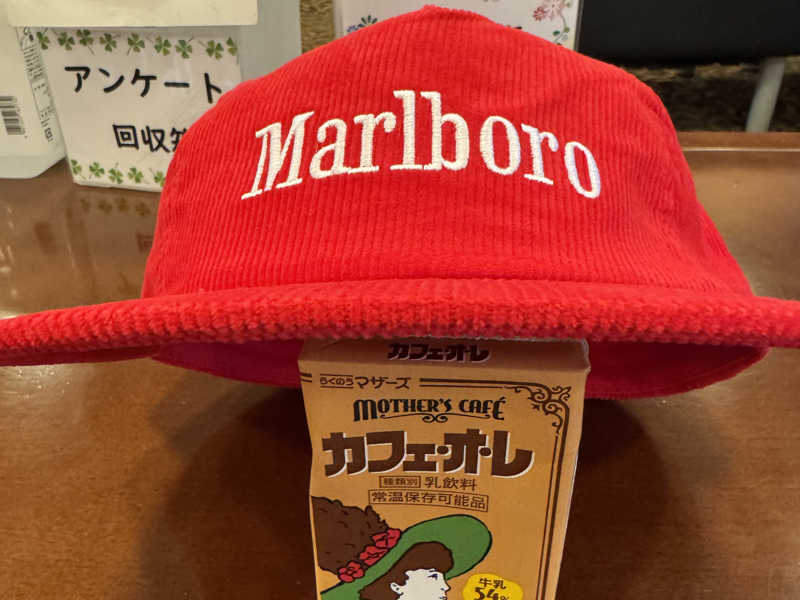 アンケート
回収
Marlboro
カフェ・オ・レ
らくのうマザーズ
MOTHER'S CAFÉ
カフェ・オ・レ
種類別 乳飲料
常温保存可能品
牛乳
54%